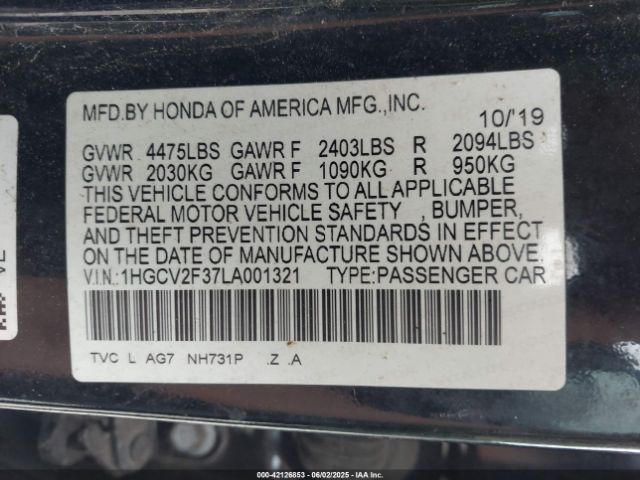 MFD.BY HONDA OF AMERICA MFG.,INC.
10/'19
GVWR 4475LBS GAWR F 2403LBS R 2094LBS
GVWR 2030KG GAWR F 1090KG R 950KG
THIS VEHICLE CONFORMS TO ALL APPLICABLE
FEDERAL MOTOR VEHICLE SAFETY , BUMPER,
AND THEFT PREVENTION STANDARDS IN EFFECT
ON THE DATE OF MANUFACTURE SHOWN ABOVE.
V.I.N.:1HGCV2F37LA001321 TYPE:PASSENGER CAR
TVC L AG7 NH731P .Z .A
VL
000-42126853 - 06/02/2025 - IAAI